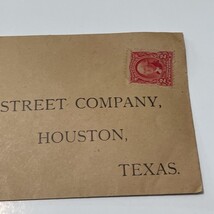 STREET COMPANY,
HOUSTON,
TEXAS.